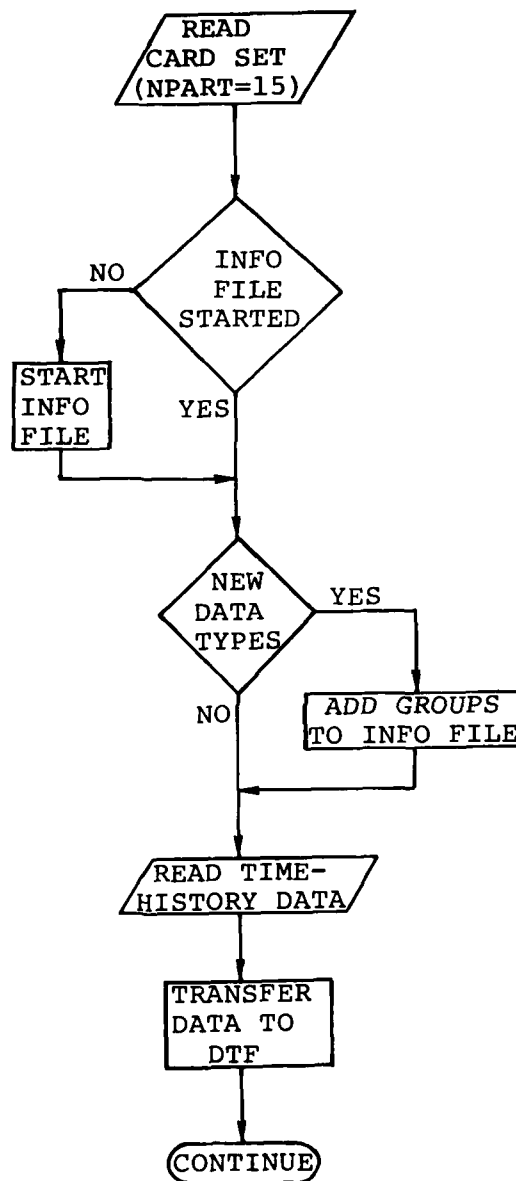 READ
CARD SET
(NPART=15)
INFO
FILE
STARTED
NO
START
INFO
FILE
YES
NEW
DATA
TYPES
YES
ADD GROUPS
TO INFO FILE
NO
READ TIME-
HISTORY DATA
TRANSFER
DATA TO
DTF
CONTINUE